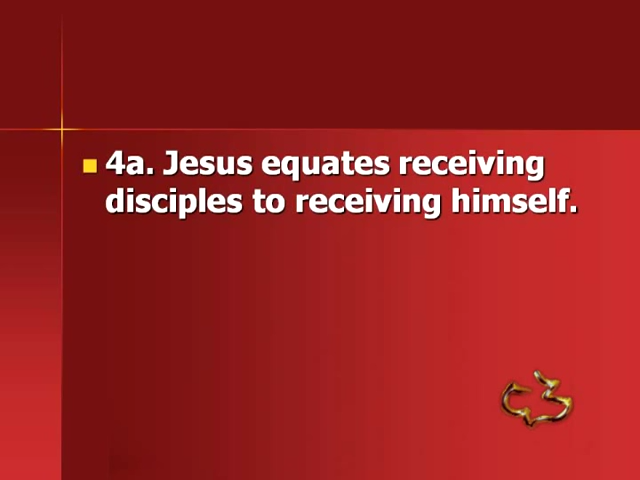 4a. Jesus equates receiving
disciples to receiving himself.